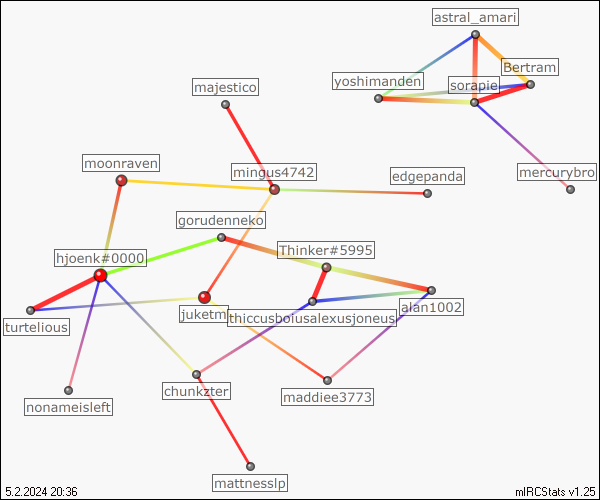 astral_amari
Bertram
yoshimanden
sorapie
majestico
moonraven
mingus4742
edgepanda
mercurybro
gorudenneko
Thinker#5995
hjoenk#0000
alan1002
juketm
thiccusboiusalexusjoneus
turtelious
chunkzter
maddiee3773
nonameisleft
mattnesslp
5.2.2024 20:36
mIRCStats v1.25